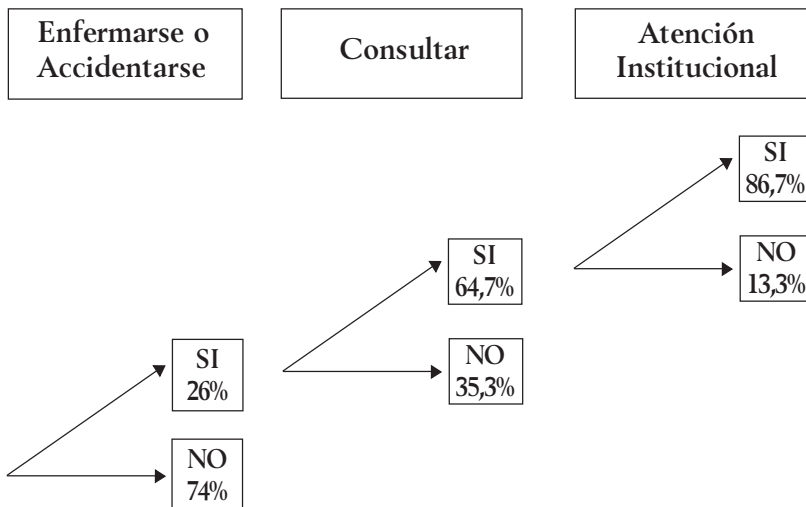 Enfermarse o
Accidentarse
Consultar
Atención
Institucional
SI
86,7%
NO
13,3%
SI
64,7%
NO
35,3%
SI
26%
NO
74%